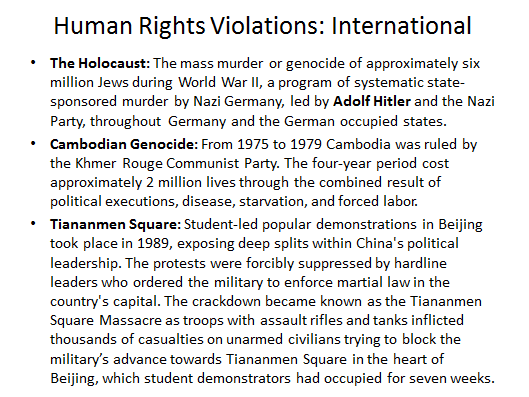 Human Rights Violations: International
• The Holocaust: The mass murder or genocide of approximately six
million Jews during World War II, a program of systematic state-
sponsored murder by Nazi Germany, led by Adolf Hitler and the Nazi
Party, throughout Germany and the German occupied states.
• Cambodian Genocide: From 1975 to 1979 Cambodia was ruled by
the Khmer Rouge Communist Party. The four-year period cost
approximately 2 million lives through the combined result of
political executions, disease, starvation, and forced labor.
• Tiananmen Square: Student-led popular demonstrations in Beijing
took place in 1989, exposing deep splits within China's political
leadership. The protests were forcibly suppressed by hardline
leaders who ordered the military to enforce martial law in the
country's capital. The crackdown became known as the Tiananmen
Square Massacre as troops with assault rifles and tanks inflicted
thousands of casualties on unarmed civilians trying to block the
military’s advance towards Tiananmen Square in the heart of
Beijing, which student demonstrators had occupied for seven weeks.